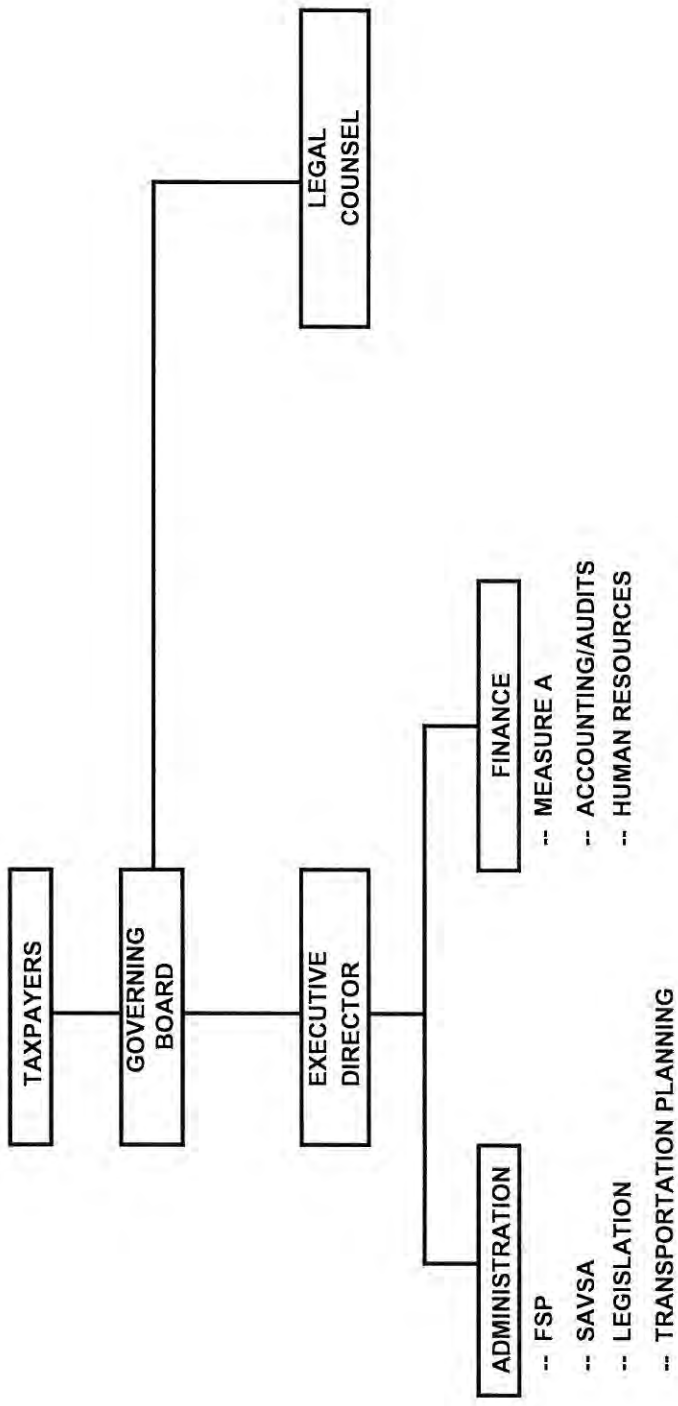 TAXPAYERS
GOVERNING
BOARD
EXECUTIVE
DIRECTOR
LEGAL
COUNSEL
ADMINISTRATION
-- FSP
-- SAVSA
-- LEGISLATION
-- TRANSPORTATION PLANNING
FINANCE
-- MEASURE A
-- ACCOUNTING/AUDITS
-- HUMAN RESOURCES